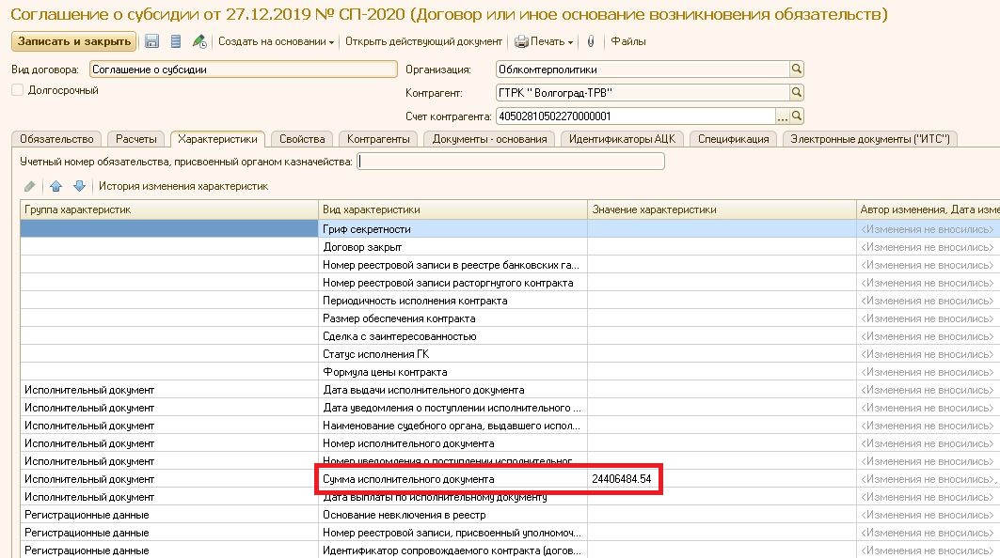 Соглашение о субсидии от 27.12.2019 № СП-2020 (Договор или иное основание возникновения обязательств)
Записать и закрыть Создать на основании Открыть действующий документ Печать Файлы
Вид договора: Соглашение о субсидии Организация: Облкомтерполитики
Долгосрочный Контрагент: ГТРК " Волгоград-ТРВ"
Счет контрагента: 40502810502270000001 ...
Обязательство Расчеты Характеристики Свойства Контрагенты Документы - основания Идентификаторы АЦК Спецификация Электронные документы ("ИТС")
Учетный номер обязательства, присвоенный органом казначейства:
История изменения характеристик
Группа характеристик Вид характеристики Значение характеристики Автор изменения, Дата изме
Гриф секретности <Изменения не вносились>
Договор закрыт <Изменения не вносились>
Номер реестровой записи в реестре банковских га... <Изменения не вносились>
Номер реестровой записи расторгнутого контракта <Изменения не вносились>
Периодичность исполнения контракта <Изменения не вносились>
Размер обеспечения контракта <Изменения не вносились>
Сделка с заинтересованностью <Изменения не вносились>
Статус исполнения ГК <Изменения не вносились>
Формула цены контракта <Изменения не вносились>
Исполнительный документ Дата выдачи исполнительного документа <Изменения не вносились>
Исполнительный документ Дата уведомления о поступлении исполнительного ... <Изменения не вносились>
Исполнительный документ Наименование судебного органа, выдавшего испол... <Изменения не вносились>
Исполнительный документ Номер исполнительного документа <Изменения не вносились>
Исполнительный документ Номер уведомления о поступлении исполнительног... <Изменения не вносились>
Исполнительный документ Сумма исполнительного документа 24406484.54 <Изменения не вносились>,
Исполнительный документ Дата выплаты по исполнительному документу <Изменения не вносились>
Регистрационные данные Основание невключения в реестр <Изменения не вносились>
Регистрационные данные Номер реестровой записи, присвоенный уполномоч... <Изменения не вносились>
Регистрационные данные Идентификатор сопровождаемого контракта (догов... <Изменения не вносились>